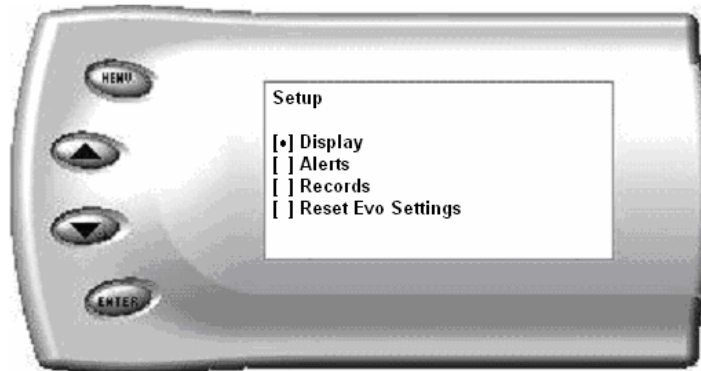 MENU
Setup
[•] Display
[ ] Alerts
[ ] Records
[ ] Reset Evo Settings
ENTER